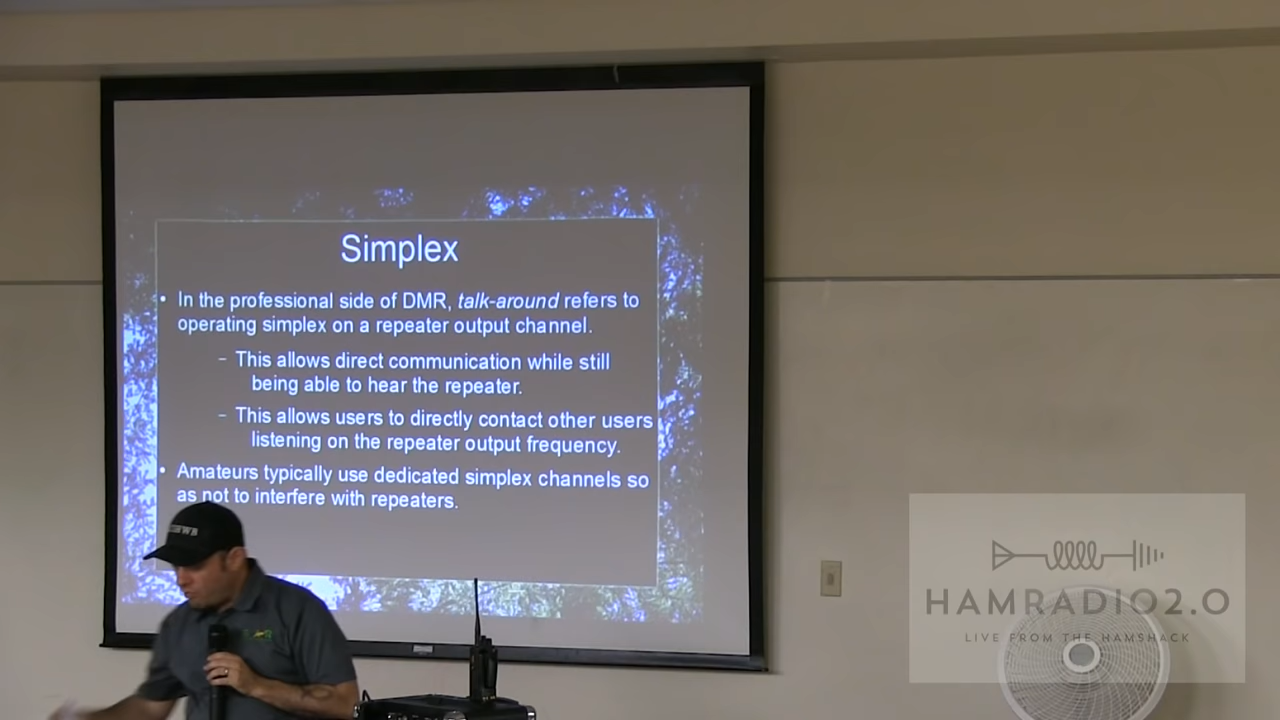 Simplex
• In the professional side of DMR, talk-around refers to
operating simplex on a repeater output channel.
– This allows direct communication while still
being able to hear the repeater.
– This allows users to directly contact other users
listening on the repeater output frequency.
• Amateurs typically use dedicated simplex channels so
as not to interfere with repeaters.
HAMRADIO2.0
LIVE FROM THE HAMSHACK